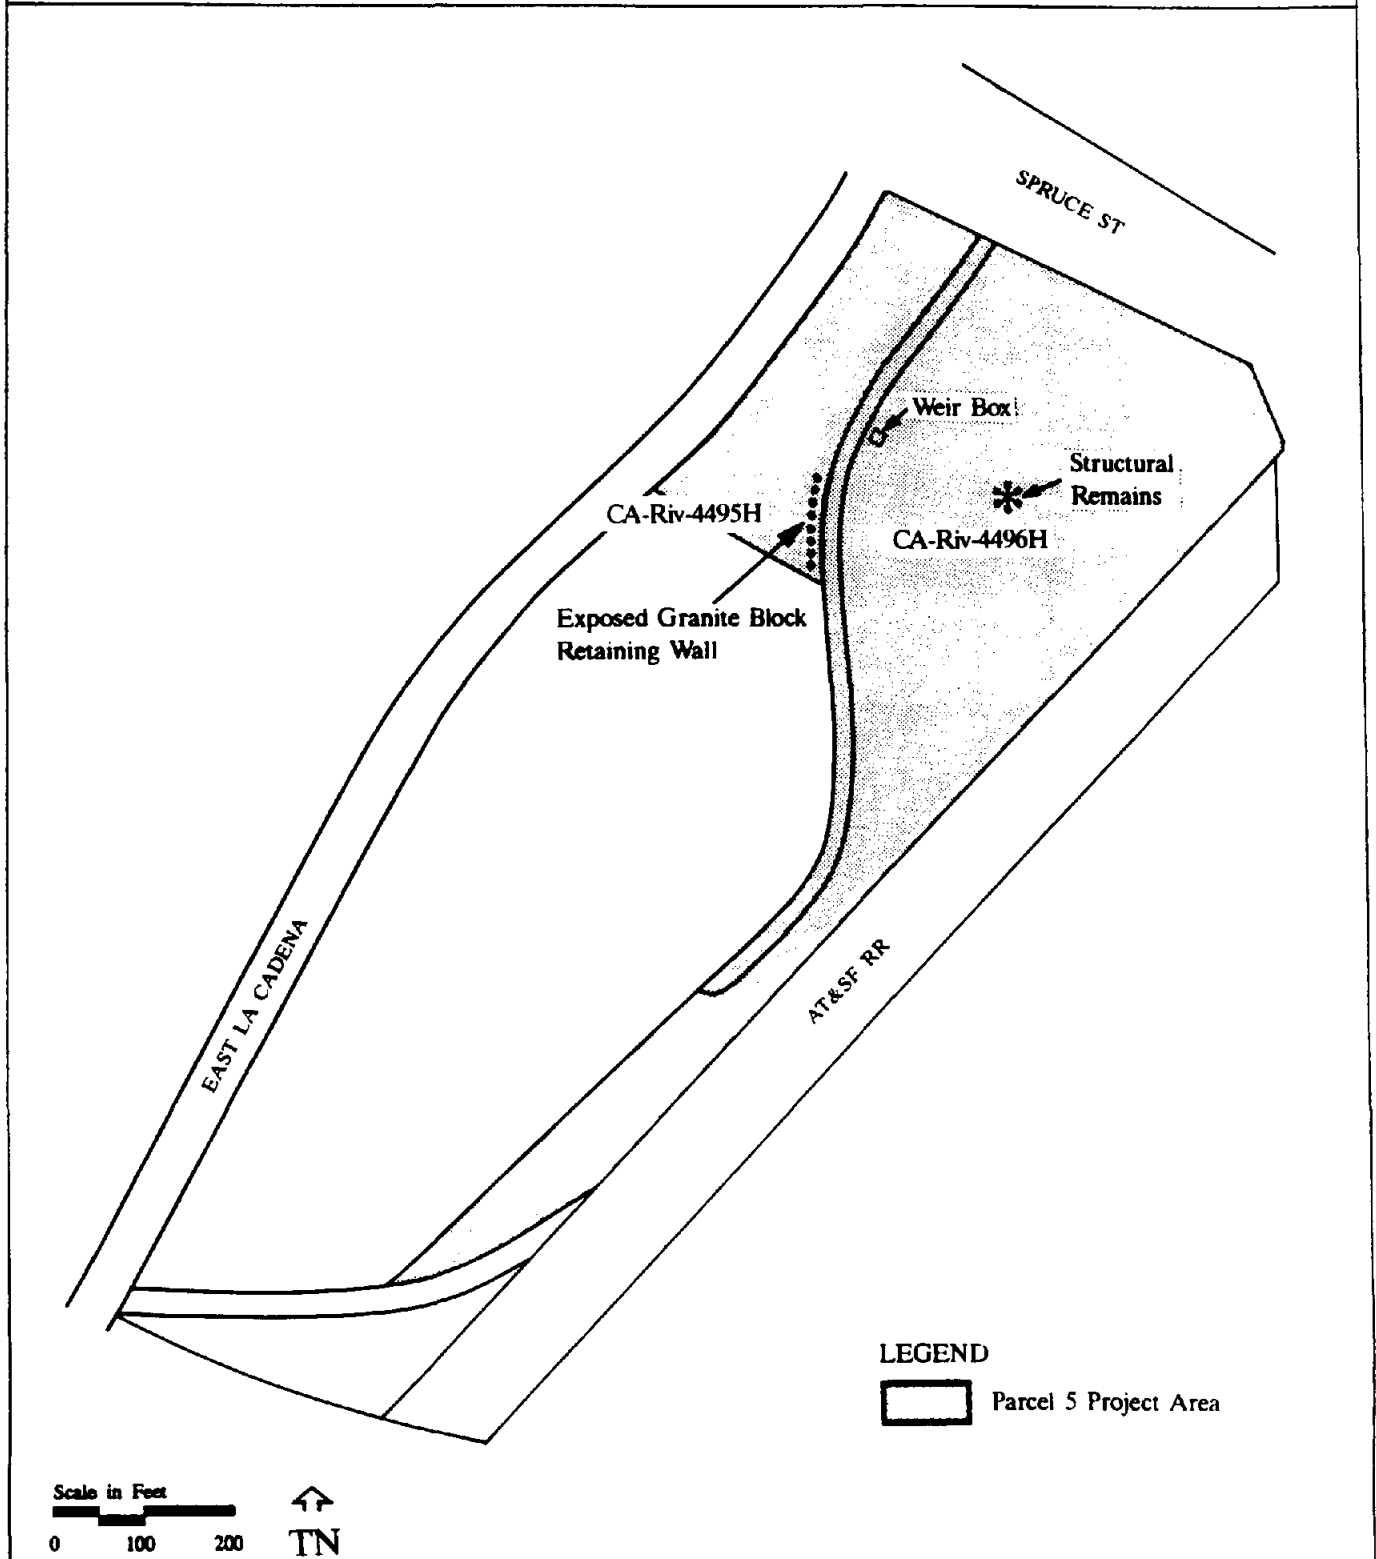 SPRUCE ST
Weir Box
Structural
Remains
CA-Riv-4495H
CA-Riv-4496H
Exposed Granite Block
Retaining Wall
EAST LA CADENA
AT&SF RR
LEGEND
Parcel 5 Project Area
Scale in Feet
0 100 200
TN